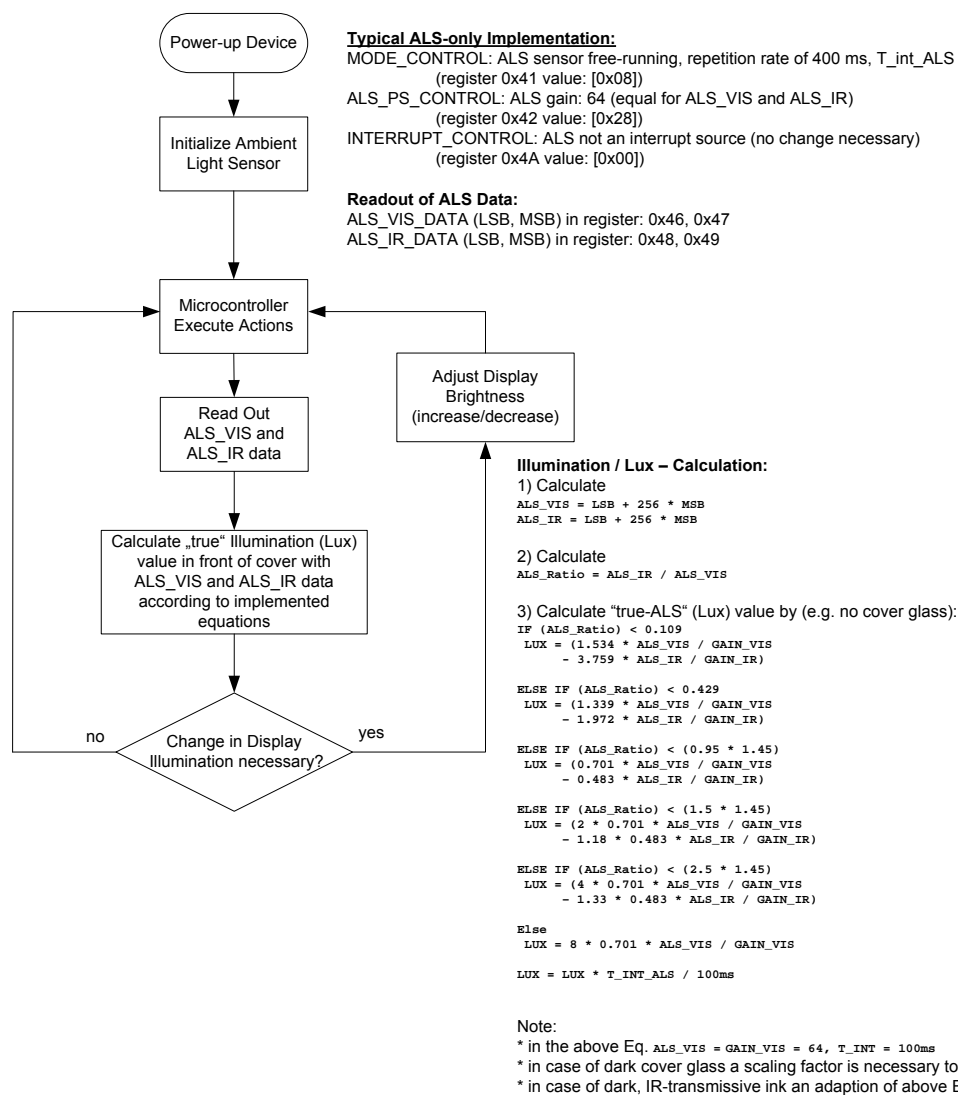 Power-up Device
Initialize Ambient
Light Sensor
Typical ALS-only Implementation:
MODE_CONTROL: ALS sensor free-running, repetition rate of 400 ms, T_int_ALS
(register 0x41 value: [0x08])
ALS_PS_CONTROL: ALS gain: 64 (equal for ALS_VIS and ALS_IR)
(register 0x42 value: [0x28])
INTERRUPT_CONTROL: ALS not an interrupt source (no change necessary)
(register 0x4A value: [0x00])
Readout of ALS Data:
ALS_VIS_DATA (LSB, MSB) in register: 0x46, 0x47
ALS_IR_DATA (LSB, MSB) in register: 0x48, 0x49
Microcontroller
Execute Actions
Read Out
ALS_VIS and
ALS_IR data
Adjust Display
Brightness
(increase/decrease)
Calculate „true“ Illumination (Lux)
value in front of cover with
ALS_VIS and ALS_IR data
according to implemented
equations
no
Change in Display
Illumination necessary?
yes
Illumination / Lux – Calculation:
1) Calculate
ALS_VIS = LSB + 256 * MSB
ALS_IR = LSB + 256 * MSB
2) Calculate
ALS_Ratio = ALS_IR / ALS_VIS
3) Calculate “true-ALS“ (Lux) value by (e.g. no cover glass):
IF (ALS_Ratio) < 0.109
LUX = (1.534 * ALS_VIS / GAIN_VIS
- 3.759 * ALS_IR / GAIN_IR)
ELSE IF (ALS_Ratio) < 0.429
LUX = (1.339 * ALS_VIS / GAIN_VIS
- 1.972 * ALS_IR / GAIN_IR)
ELSE IF (ALS_Ratio) < (0.95 * 1.45)
LUX = (0.701 * ALS_VIS / GAIN_VIS
- 0.483 * ALS_IR / GAIN_IR)
ELSE IF (ALS_Ratio) < (1.5 * 1.45)
LUX = (2 * 0.701 * ALS_VIS / GAIN_VIS
- 1.18 * 0.483 * ALS_IR / GAIN_IR)
ELSE IF (ALS_Ratio) < (2.5 * 1.45)
LUX = (4 * 0.701 * ALS_VIS / GAIN_VIS
- 1.33 * 0.483 * ALS_IR / GAIN_IR)
Else
LUX = 8 * 0.701 * ALS_VIS / GAIN_VIS
LUX = LUX * T_INT_ALS / 100ms
Note:
* in the above Eq. ALS_VIS = GAIN_VIS = 64, T_INT = 100ms
* in case of dark cover glass a scaling factor is necessary to
* in case of dark, IR-transmissive ink an adaption of above